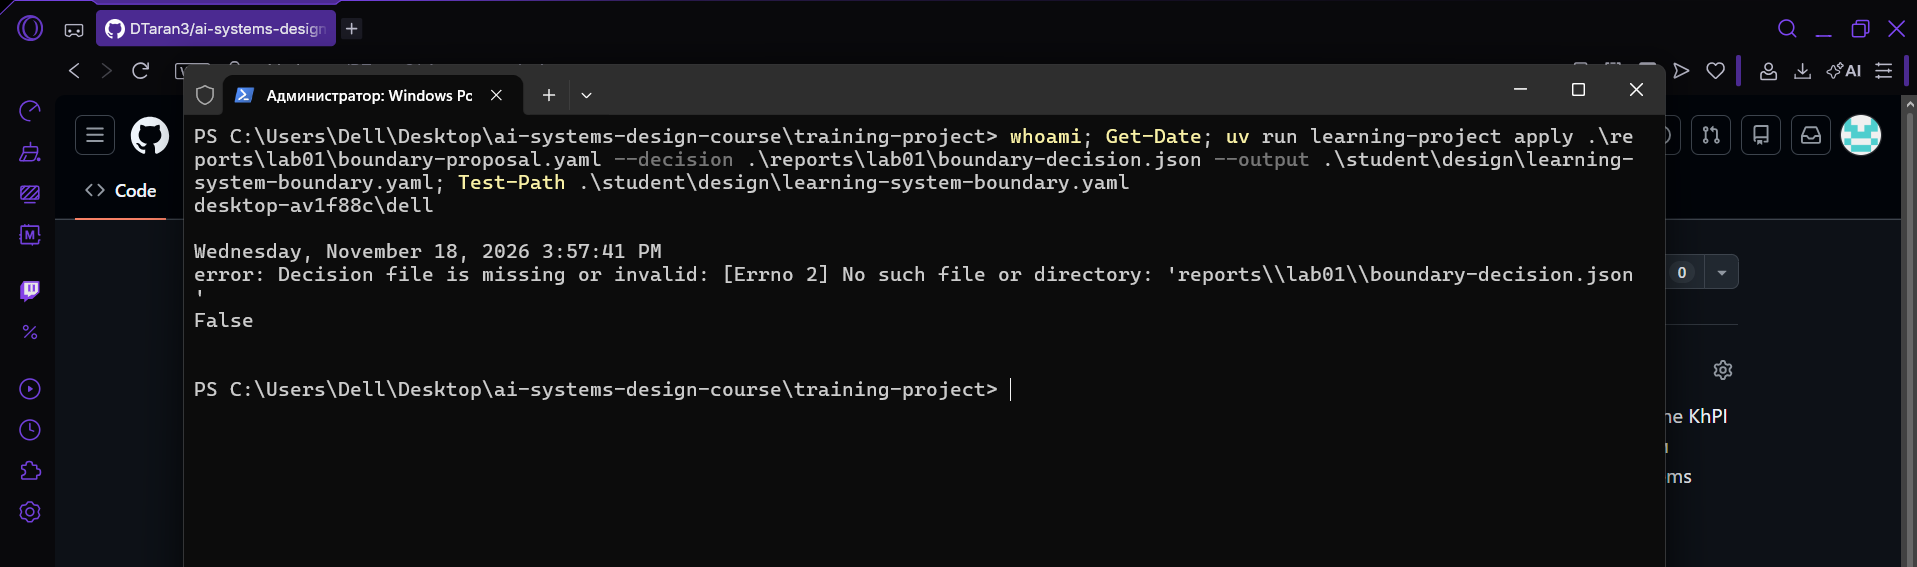 DTaran3/ai-systems-design
AI
Администратор: Windows Pc
PS C:\Users\Dell\Desktop\ai-systems-design-course\training-project> whoami; Get-Date; uv run learning-project apply .\re
ports\lab01\boundary-proposal.yaml --decision .\reports\lab01\boundary-decision.json --output .\student\design\learning-
system-boundary.yaml; Test-Path .\student\design\learning-system-boundary.yaml
desktop-av1f88c\dell
Code
Wednesday, November 18, 2026 3:57:41 PM
error: Decision file is missing or invalid: [Errno 2] No such file or directory: 'reports\\lab01\\boundary-decision.json
'
0
False
PS C:\Users\Dell\Desktop\ai-systems-design-course\training-project>
KhPI